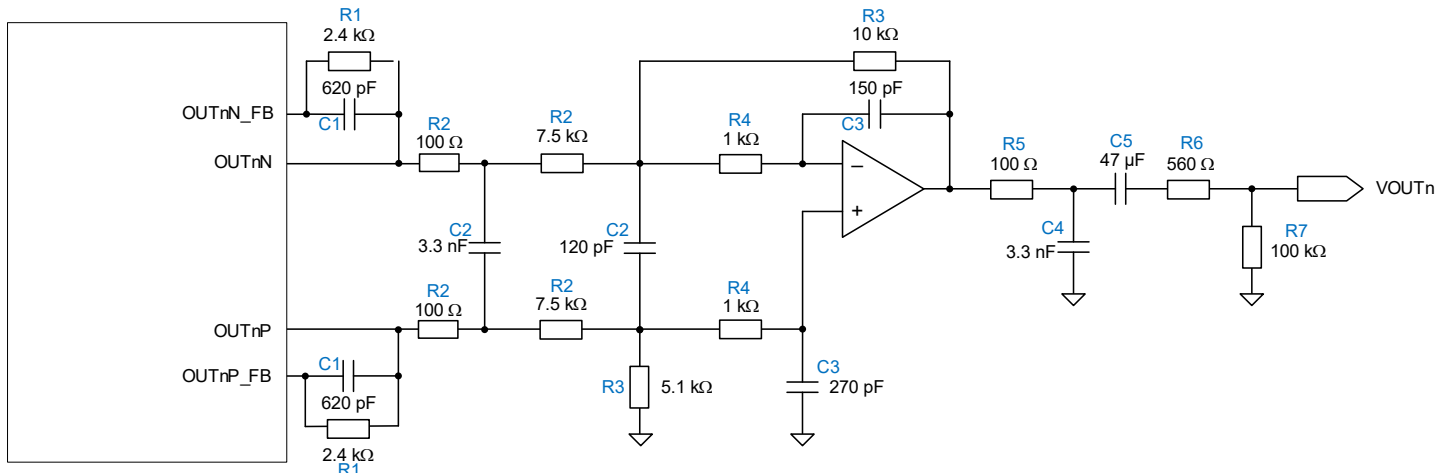 R1
2.4 kΩ
620 pF
C1
OUTnN_FB
OUTnN
R2
100 Ω
R2
7.5 kΩ
R3
10 kΩ
150 pF
C3
R4
1 kΩ
−
+
R5
100 Ω
C5
47 µF
R6
560 Ω
VOUTn
C2
3.3 nF
C2
120 pF
C4
3.3 nF
R7
100 kΩ
R2
100 Ω
R2
7.5 kΩ
R4
1 kΩ
OUTnP
OUTnP_FB
C1
620 pF
2.4 kΩ
R1
R3
5.1 kΩ
C3
270 pF